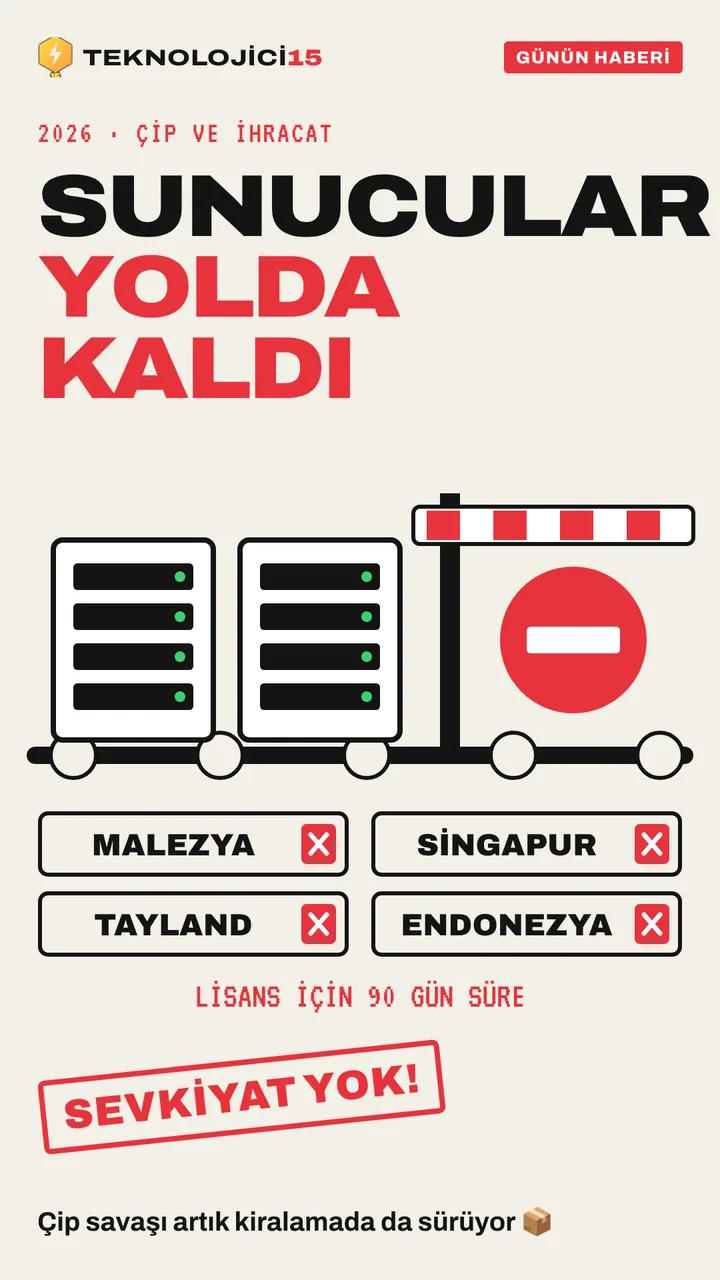 TEKNOLOJİCİ15
GÜNÜN HABERİ
2026 · ÇİP VE İHRACAT
SUNUCULAR
YOLDA
KALDI
MALEZYA
SİNGAPUR
TAYLAND
ENDONEZYA
LİSANS İÇİN 90 GÜN SÜRE
SEVKİYAT YOK!
Çip savaşı artık kiralamada da sürüyor 📦